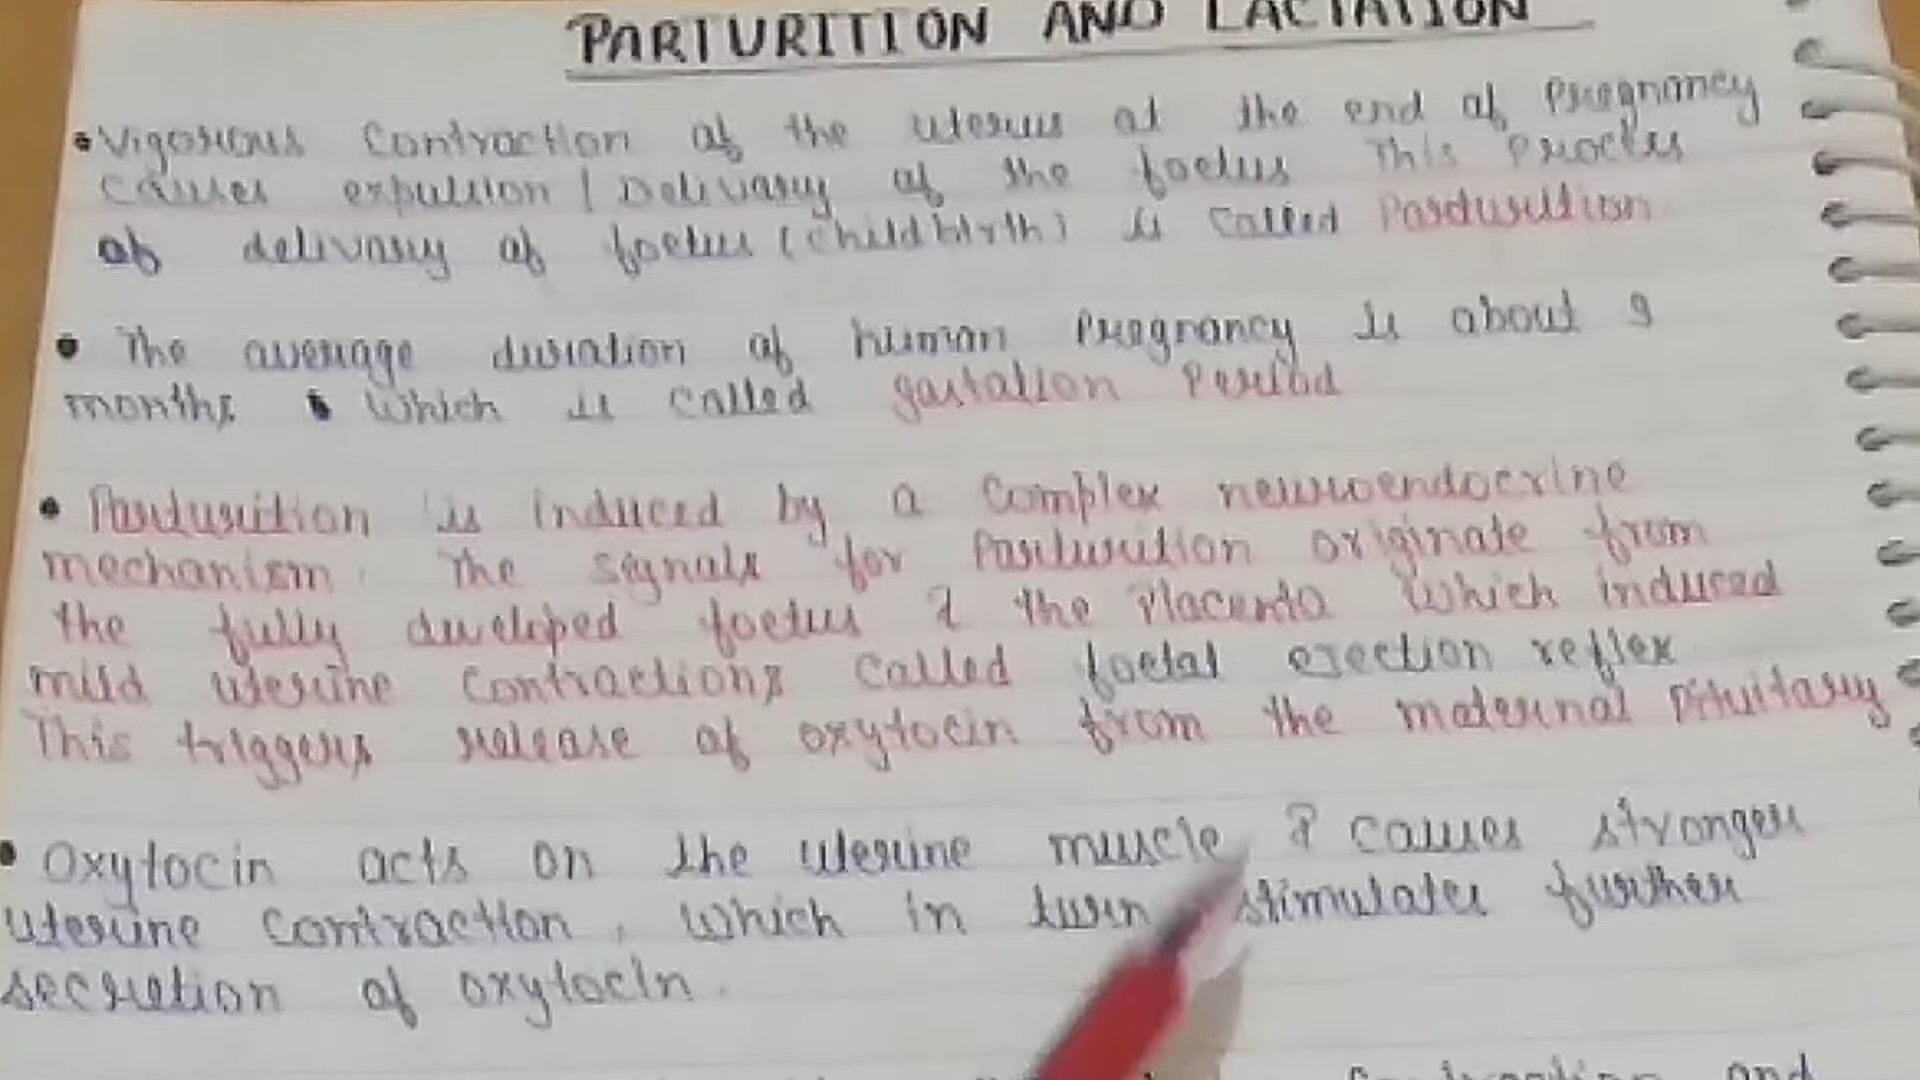 PARTURITION AND LACTATION
• Vigorous contraction of the uterus at the end of pregnancy
causes expulsion / Delivary of the foetus This Process
of delivary of foetus (childbirth) is called Parturition
• The average duration of human Pregnancy is about 9
months which is called gastation Period
• Parturition is induced by a complex neuroendocrine
mechanism. The signals for Parturition originate from
the fully dveloped foetus & the Placenta Which induced
mild uterine contractions called foetal ejection reflex
This triggers release of oxytocin from the maternal pituitary
• Oxytocin acts on the uterine muscle & causes stronger
uterine contraction, which in turn stimulates further
secretion of oxytocin.
and